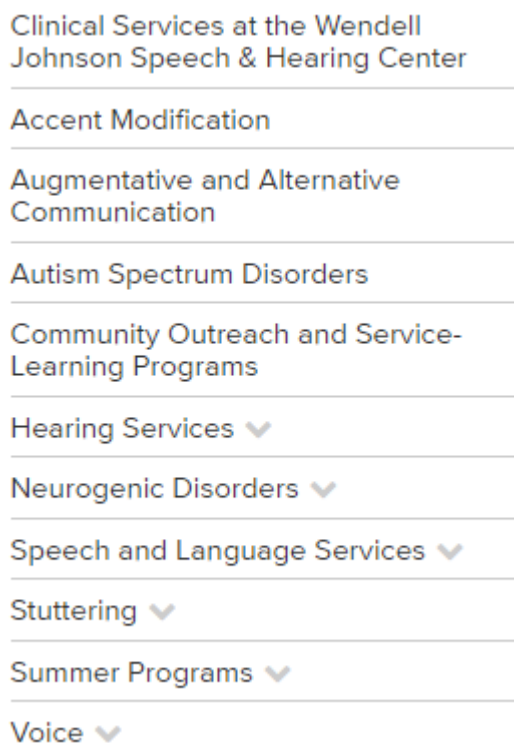 Clinical Services at the Wendell
Johnson Speech & Hearing Center
Accent Modification
Augmentative and Alternative
Communication
Autism Spectrum Disorders
Community Outreach and Service-
Learning Programs
Hearing Services
Neurogenic Disorders
Speech and Language Services
Stuttering
Summer Programs
Voice